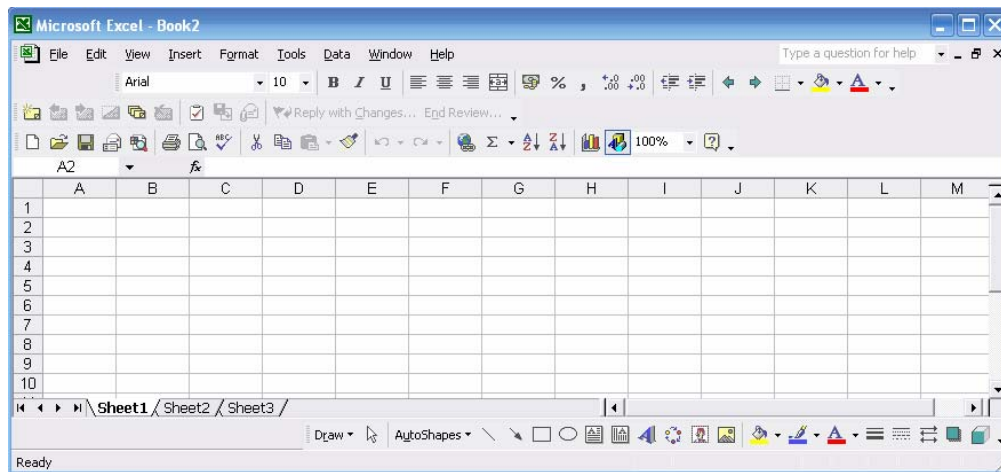 Microsoft Excel - Book2
File Edit View Insert Format Tools Data Window Help Type a question for help
Arial 10 B I U % ,
Reply with Changes... End Review...
100%
A2 fx
A B C D E F G H I J K L M
1
2
3
4
5
6
7
8
9
10
Sheet1 Sheet2 Sheet3
Draw AutoShapes
Ready